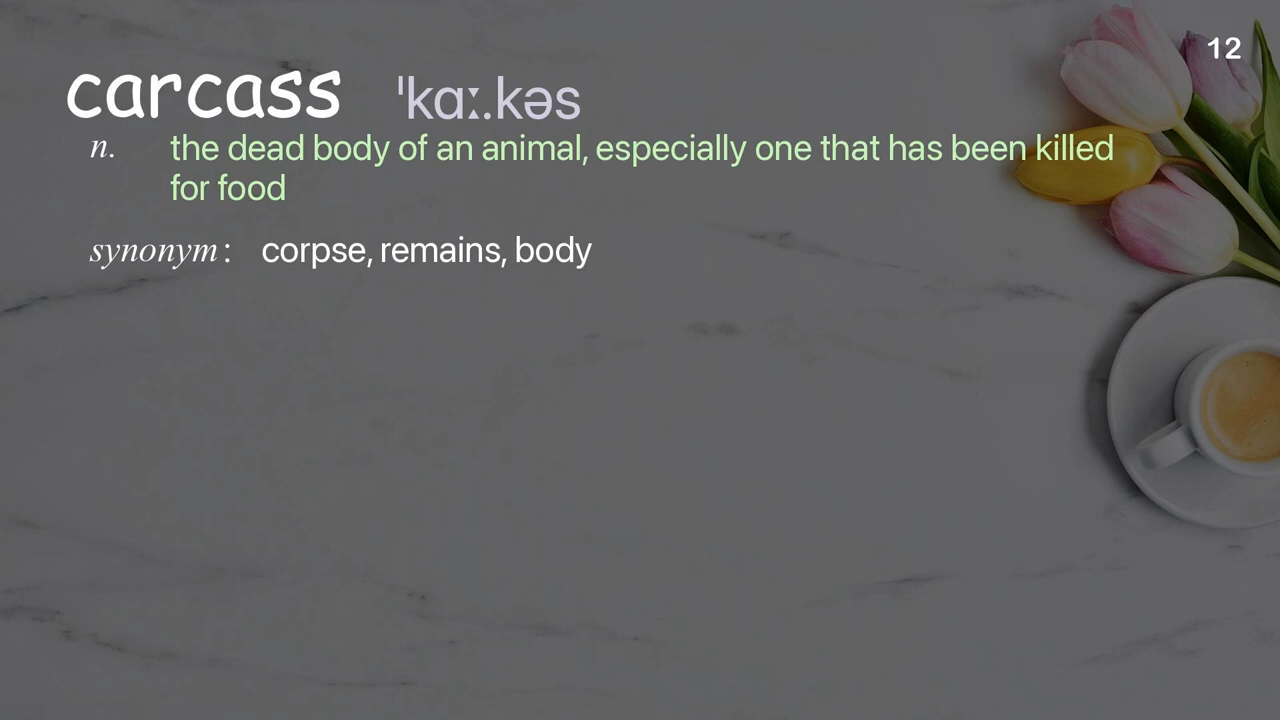 12
carcass ˈkɑː.kəs
n. the dead body of an animal, especially one that has been killed
for food
synonym: corpse, remains, body